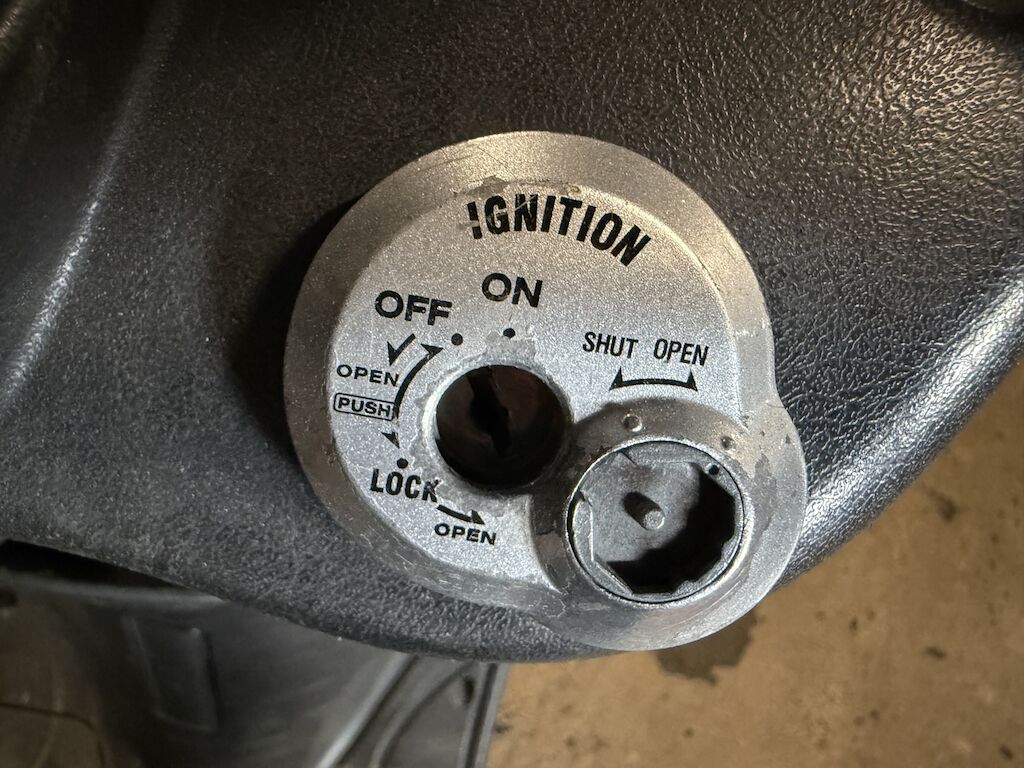 IGNITION
ON
OFF
SHUT OPEN
OPEN
PUSH
LOCK
OPEN